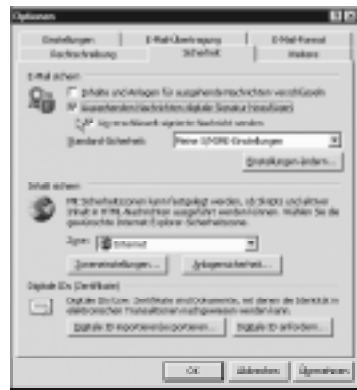 Optionen
Einstellungen
E-Mail-Übertragung
E-Mail-Format
Rechtschreibung
Sicherheit
Weitere
E-Mail sichern
Inhalte und Anlagen für ausgehende Nachrichten verschlüsseln
Ausgehenden Nachrichten digitale Signatur hinzufügen
signierte Nachricht senden
Standard-Sicherheit:
Meine S/MIME-Einstellungen
Einstellungen ändern...
Inhalt sichern
Mit Sicherheitszonen kann festgelegt werden, ob Skripts und aktiver
Inhalt in HTML-Nachrichten ausgeführt werden können. Wählen Sie die
gewünschte Internet Explorer-Sicherheitszone.
Zone:
Internet
Zoneneinstellungen...
Anlagensicherheit...
Digitale IDs (Zertifikate)
Digitale IDs bzw. Zertifikate sind Dokumente, mit denen die Identität in
elektronischen Transaktionen nachgewiesen werden kann.
Digitale ID importieren/exportieren...
Digitale ID anfordern...
OK
Abbrechen
Übernehmen